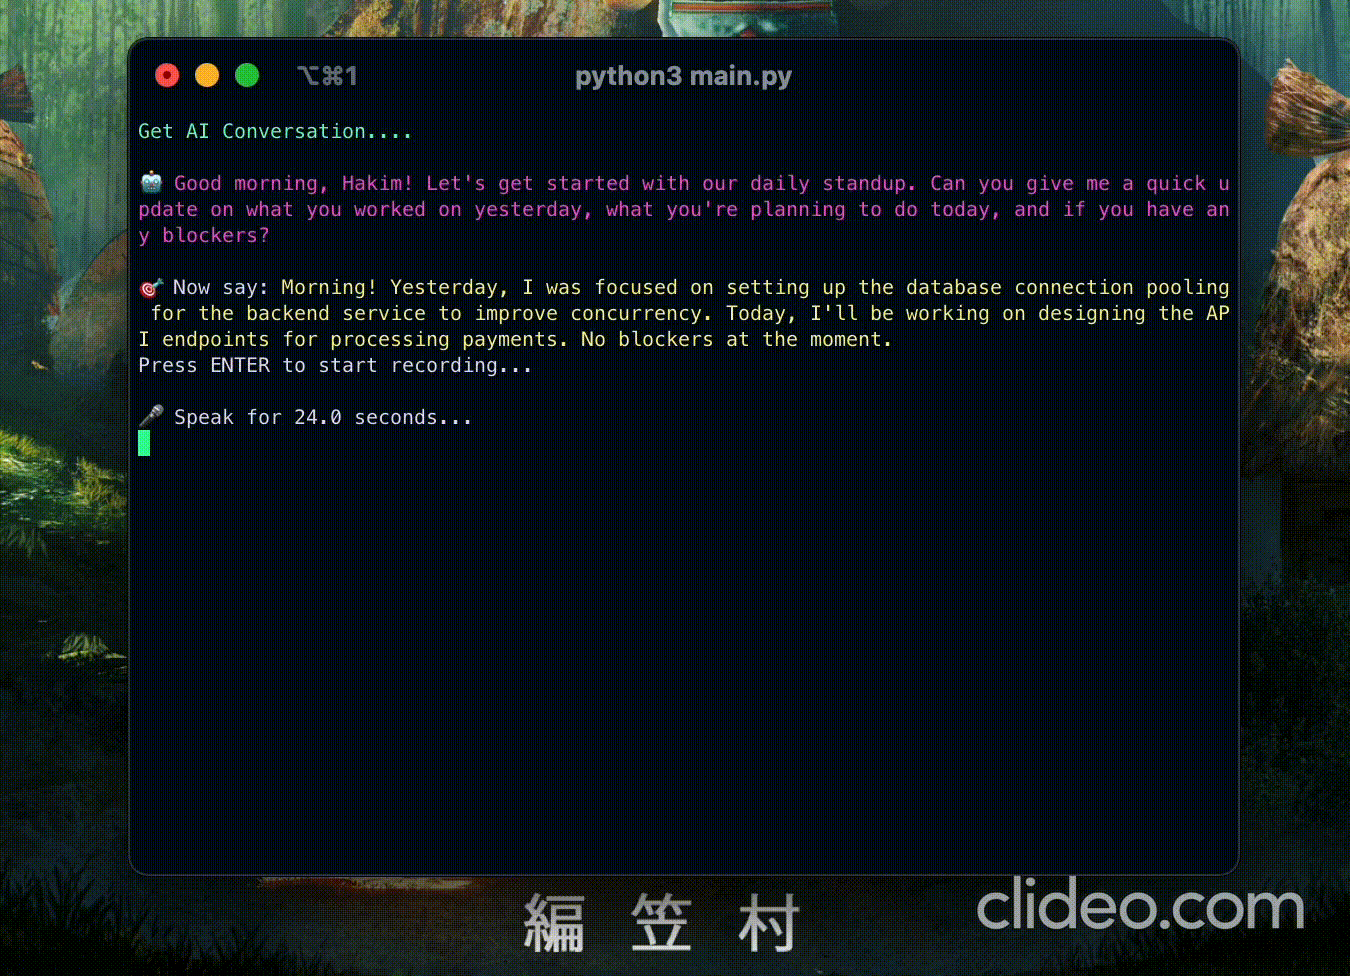 ⌥⌘1 python3 main.py
Get AI Conversation....
🤖 Good morning, Hakim! Let's get started with our daily standup. Can you give me a quick u
pdate on what you worked on yesterday, what you're planning to do today, and if you have an
y blockers?
🎯 Now say: Morning! Yesterday, I was focused on setting up the database connection pooling
for the backend service to improve concurrency. Today, I'll be working on designing the AP
I endpoints for processing payments. No blockers at the moment.
Press ENTER to start recording...
🎤 Speak for 24.0 seconds...
編 笠 村
clideo.com